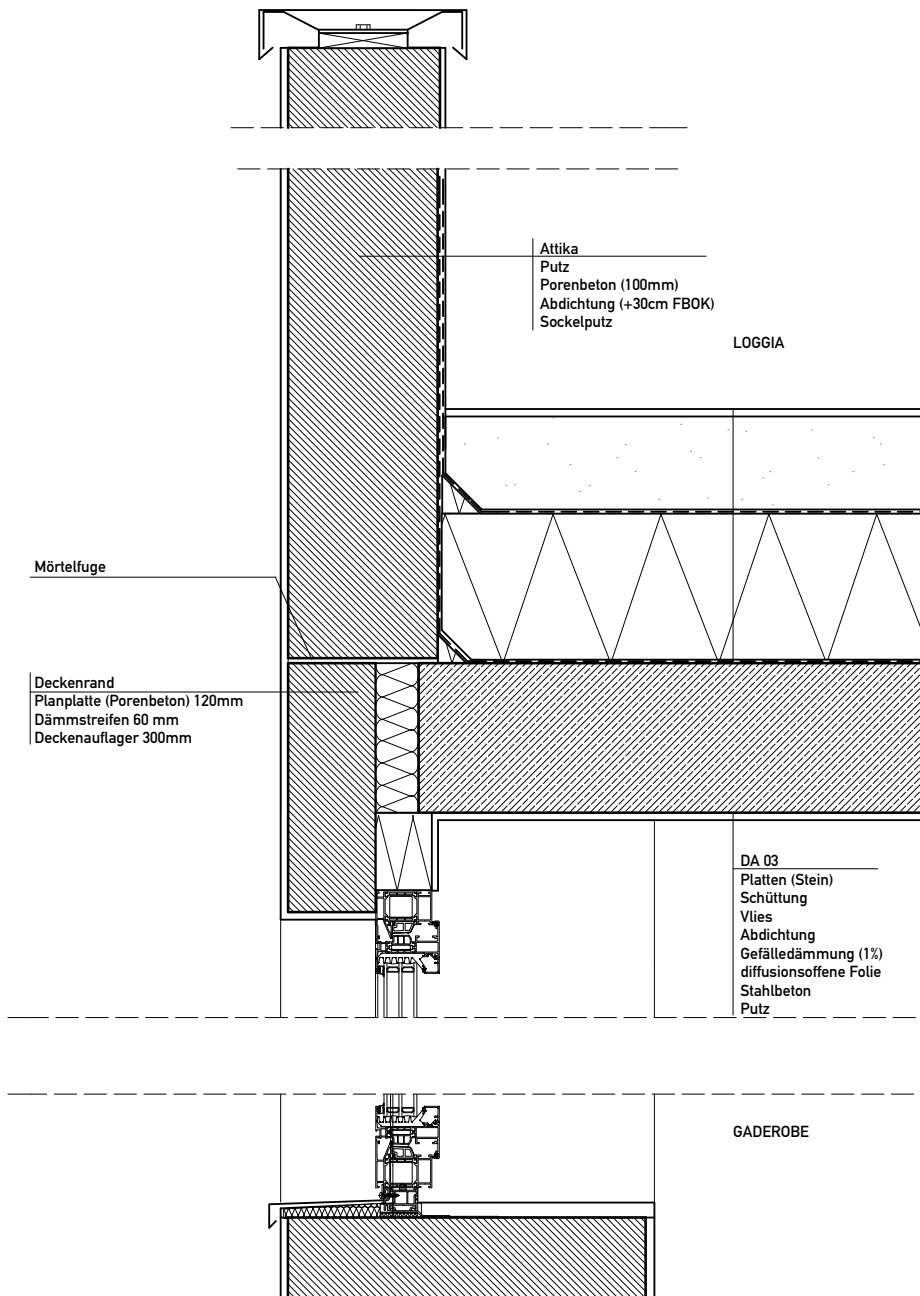 Attika
Putz
Porenbeton (100mm)
Abdichtung (+30cm FBOK)
Sockelputz
LOGGIA
Mörtelfuge
Deckenrand
Planplatte (Porenbeton) 120mm
Dämmstreifen 60 mm
Deckenauflager 300mm
DA 03
Platten (Stein)
Schüttung
Vlies
Abdichtung
Gefälledämmung (1%)
diffusionsoffene Folie
Stahlbeton
Putz
GADEROBE